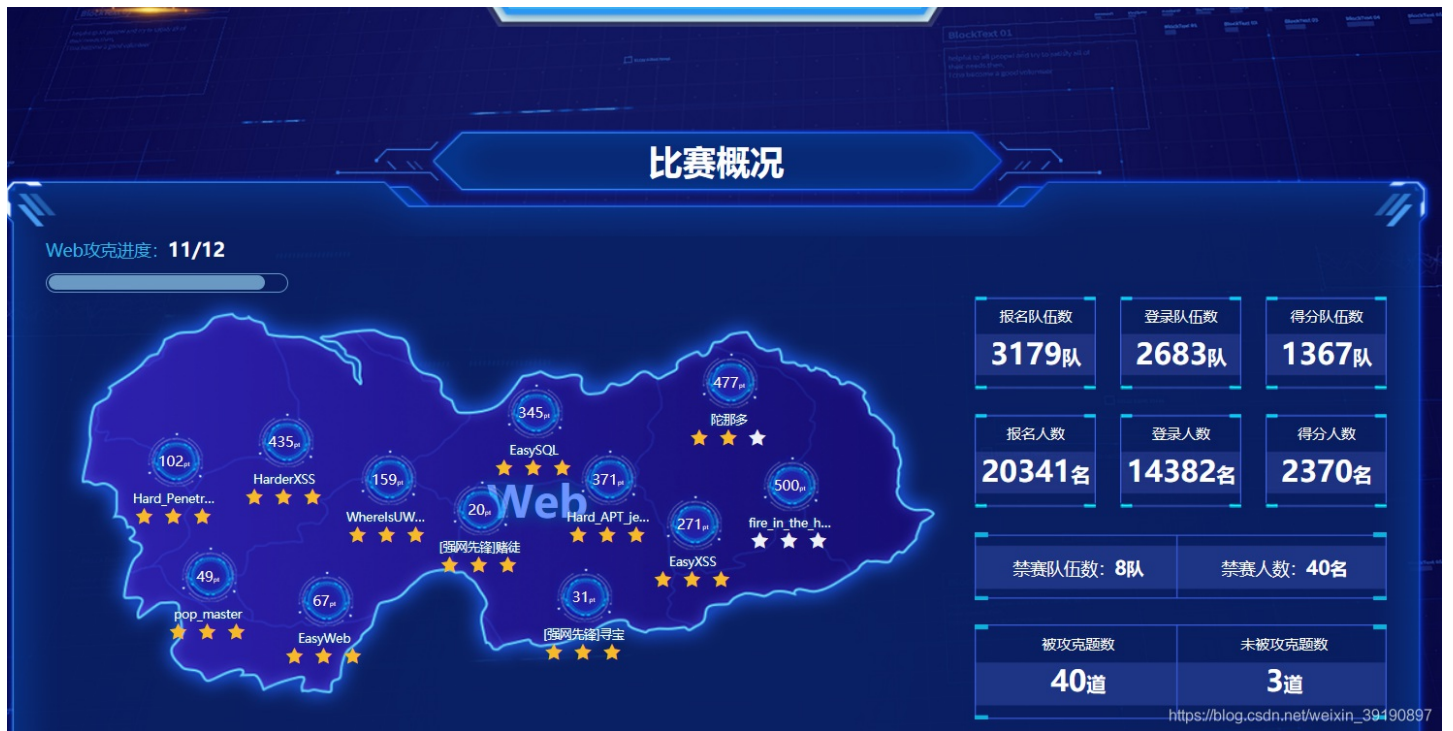 BlockText 01
比赛概况
Web攻克进度：11/12
报名队伍数
登录队伍数
得分队伍数
3179队
2683队
1367队
报名人数
登录人数
得分人数
20341名
14382名
2370名
禁赛队伍数：8队
禁赛人数：40名
被攻克题数
未被攻克题数
40道
3道
Web
477pt
陀那多
345pt
EasySQL
435pt
HarderXSS
102pt
Hard_Penetr...
159pt
WhereIsUW...
20pt
[强网先锋]赌徒
371pt
Hard_APT_je...
500pt
fire_in_the_h...
271pt
EasyXSS
49pt
pop_master
67pt
EasyWeb
31pt
[强网先锋]寻宝
https://blog.csdn.net/weixin_39190897